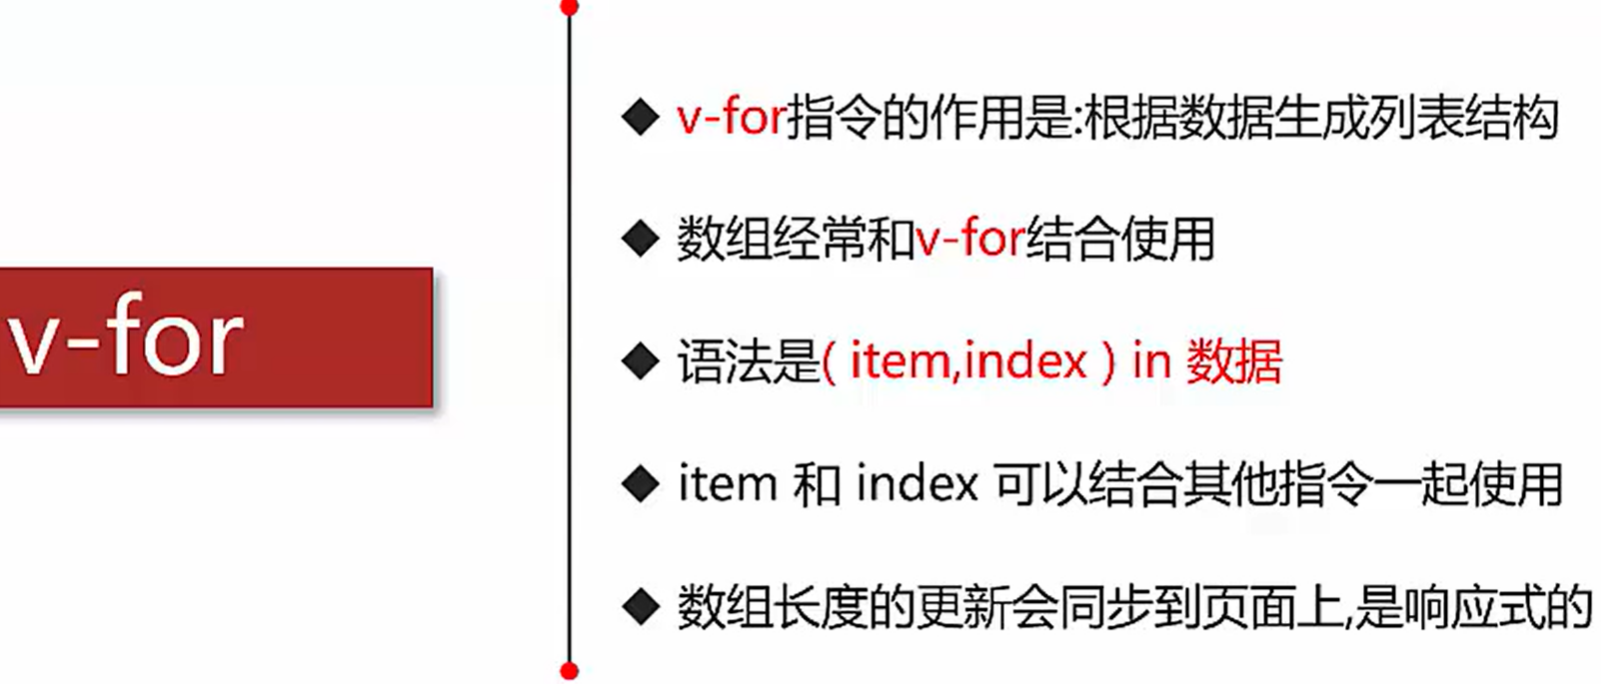 v-for
v-for指令的作用是:根据数据生成列表结构
数组经常和v-for结合使用
语法是( item,index ) in 数据
item 和 index 可以结合其他指令一起使用
数组长度的更新会同步到页面上,是响应式的